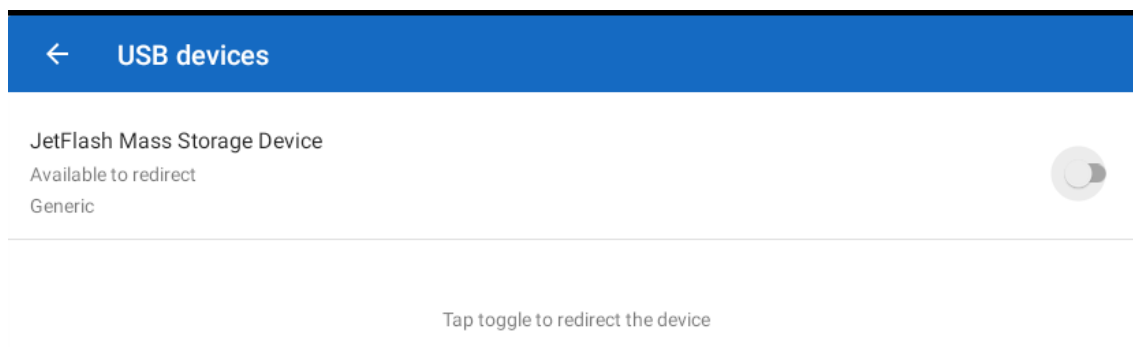 USB devices
JetFlash Mass Storage Device
Available to redirect
Generic
Tap toggle to redirect the device